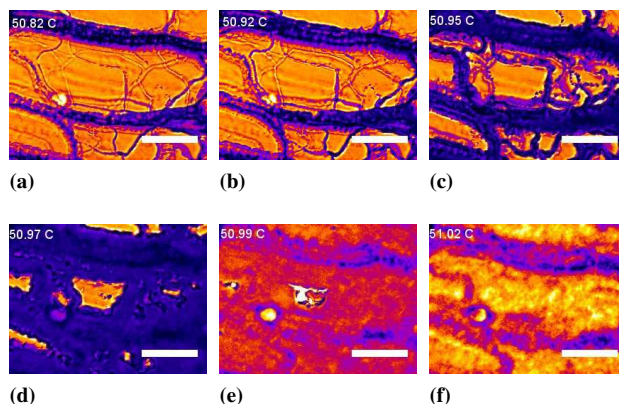 50.82 C
50.92 C
50.95 C
(a)
(b)
(c)
50.97 C
50.99 C
51.02 C
(d)
(e)
(f)